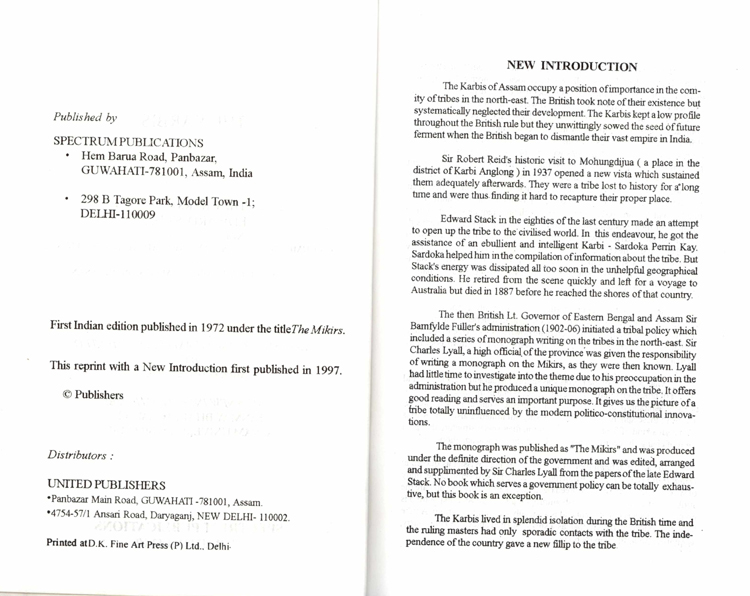 Published by
SPECTRUM PUBLICATIONS
• Hem Barua Road, Panbazar,
GUWAHATI-781001, Assam, India
• 298 B Tagore Park, Model Town -1;
DELHI-110009
First Indian edition published in 1972 under the title The Mikirs.
This reprint with a New Introduction first published in 1997.
© Publishers
Distributors :
UNITED PUBLISHERS
•Panbazar Main Road, GUWAHATI -781001, Assam.
•4754-57/1 Ansari Road, Daryaganj, NEW DELHI- 110002.
Printed at D.K. Fine Art Press (P) Ltd., Delhi
NEW INTRODUCTION
The Karbis of Assam occupy a position of importance in the com-
ity of tribes in the north-east. The British took note of their existence but
systematically neglected their development. The Karbis kept a low profile
throughout the British rule but they unwittingly sowed the seed of future
ferment when the British began to dismantle their vast empire in India.
Sir Robert Reid's historic visit to Mohungdijua ( a place in the
district of Karbi Anglong ) in 1937 opened a new vista which sustained
them adequately afterwards. They were a tribe lost to history for a long
time and were thus finding it hard to recapture their proper place.
Edward Stack in the eighties of the last century made an attempt
to open up the tribe to the civilised world. In this endeavour, he got the
assistance of an ebullient and intelligent Karbi - Sardoka Perrin Kay.
Sardoka helped him in the compilation of information about the tribe. But
Stack's energy was dissipated all too soon in the unhelpful geographical
conditions. He retired from the scene quickly and left for a voyage to
Australia but died in 1887 before he reached the shores of that country.
The then British Lt. Governor of Eastern Bengal and Assam Sir
Bamfylde Fuller's administration (1902-06) initiated a tribal policy which
included a series of monograph writing on the tribes in the north-east. Sir
Charles Lyall, a high official of the province was given the responsibility
of writing a monograph on the Mikirs, as they were then known. Lyall
had little time to investigate into the theme due to his preoccupation in the
administration but he produced a unique monograph on the tribe. It offers
good reading and serves an important purpose. It gives us the picture of a
tribe totally uninfluenced by the modern politico-constitutional innova-
tions.
The monograph was published as "The Mikirs" and was produced
under the definite direction of the government and was edited, arranged
and supplimented by Sir Charles Lyall from the papers of the late Edward
Stack. No book which serves a government policy can be totally exhaus-
tive, but this book is an exception.
The Karbis lived in splendid isolation during the British time and
the ruling masters had only sporadic contacts with the tribe. The inde-
pendence of the country gave a new fillip to the tribe